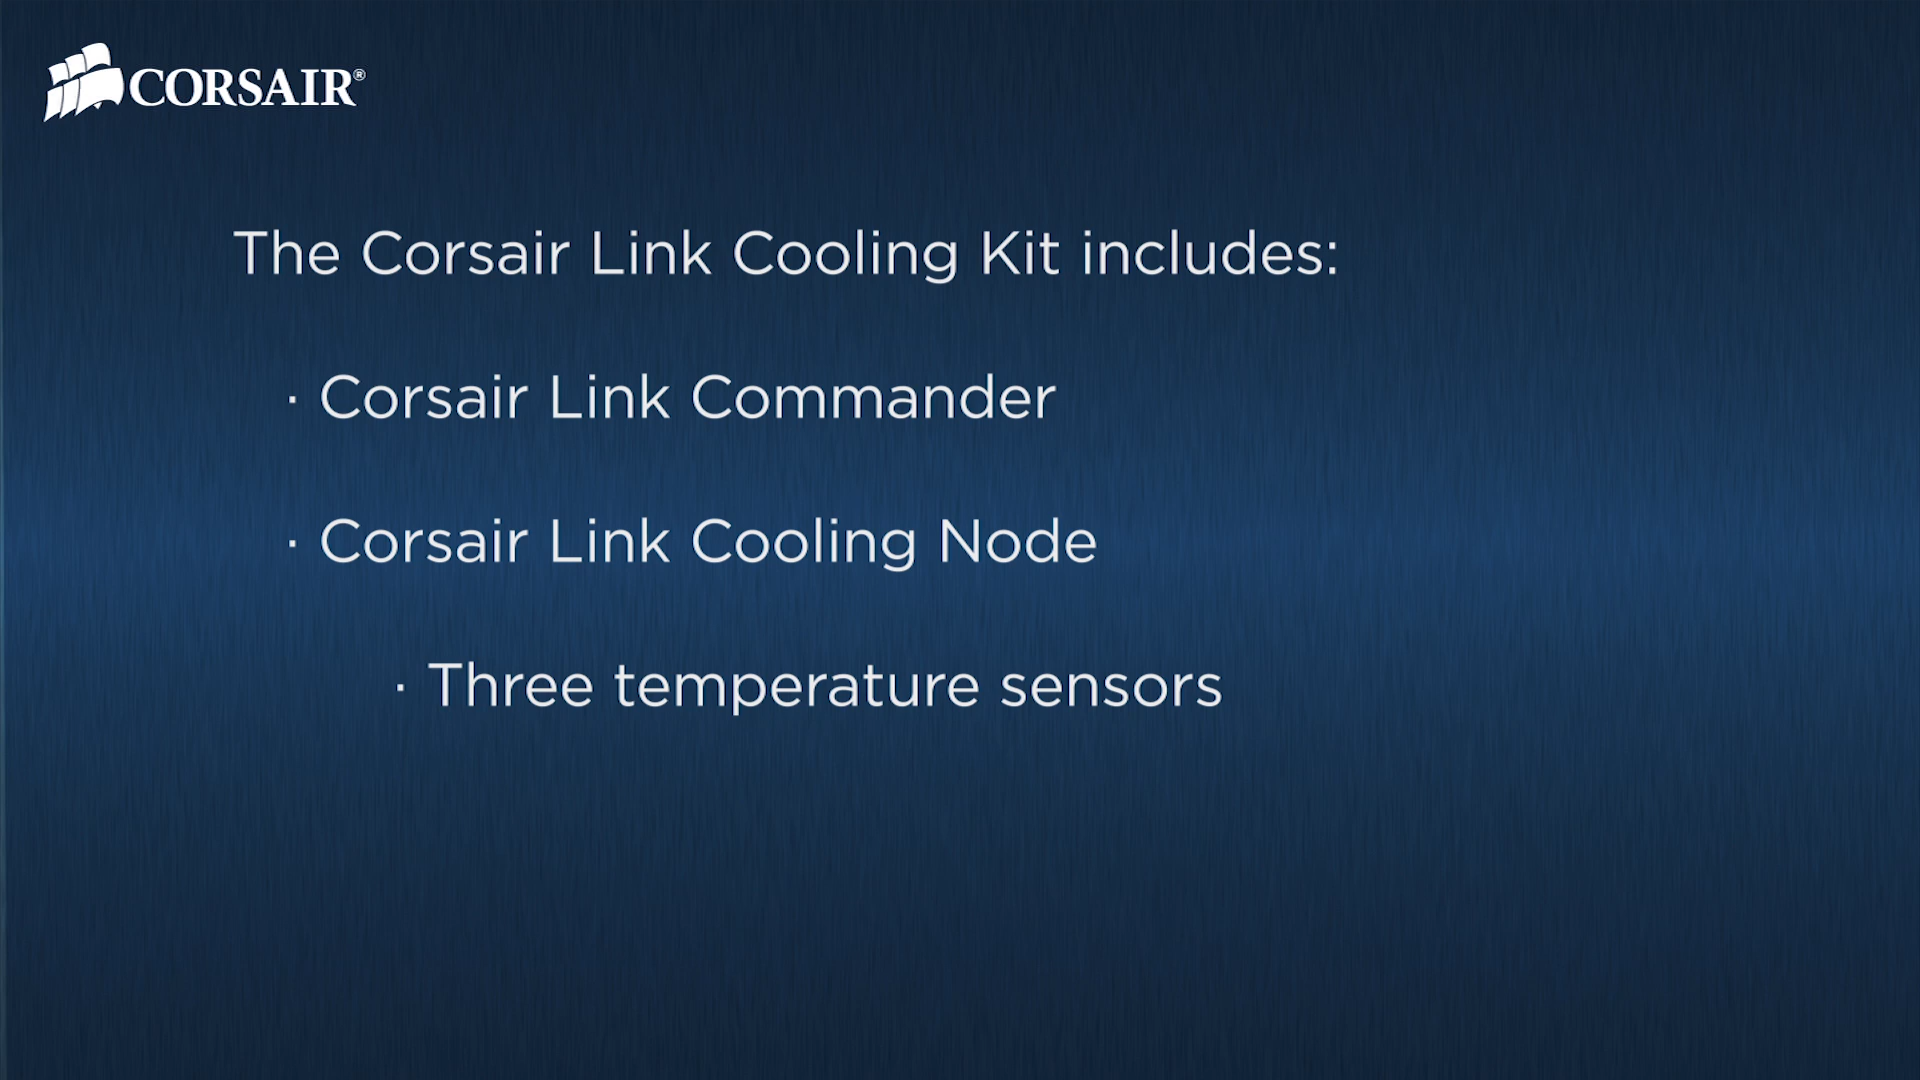 CORSAIR®
The Corsair Link Cooling Kit includes:
· Corsair Link Commander
· Corsair Link Cooling Node
· Three temperature sensors